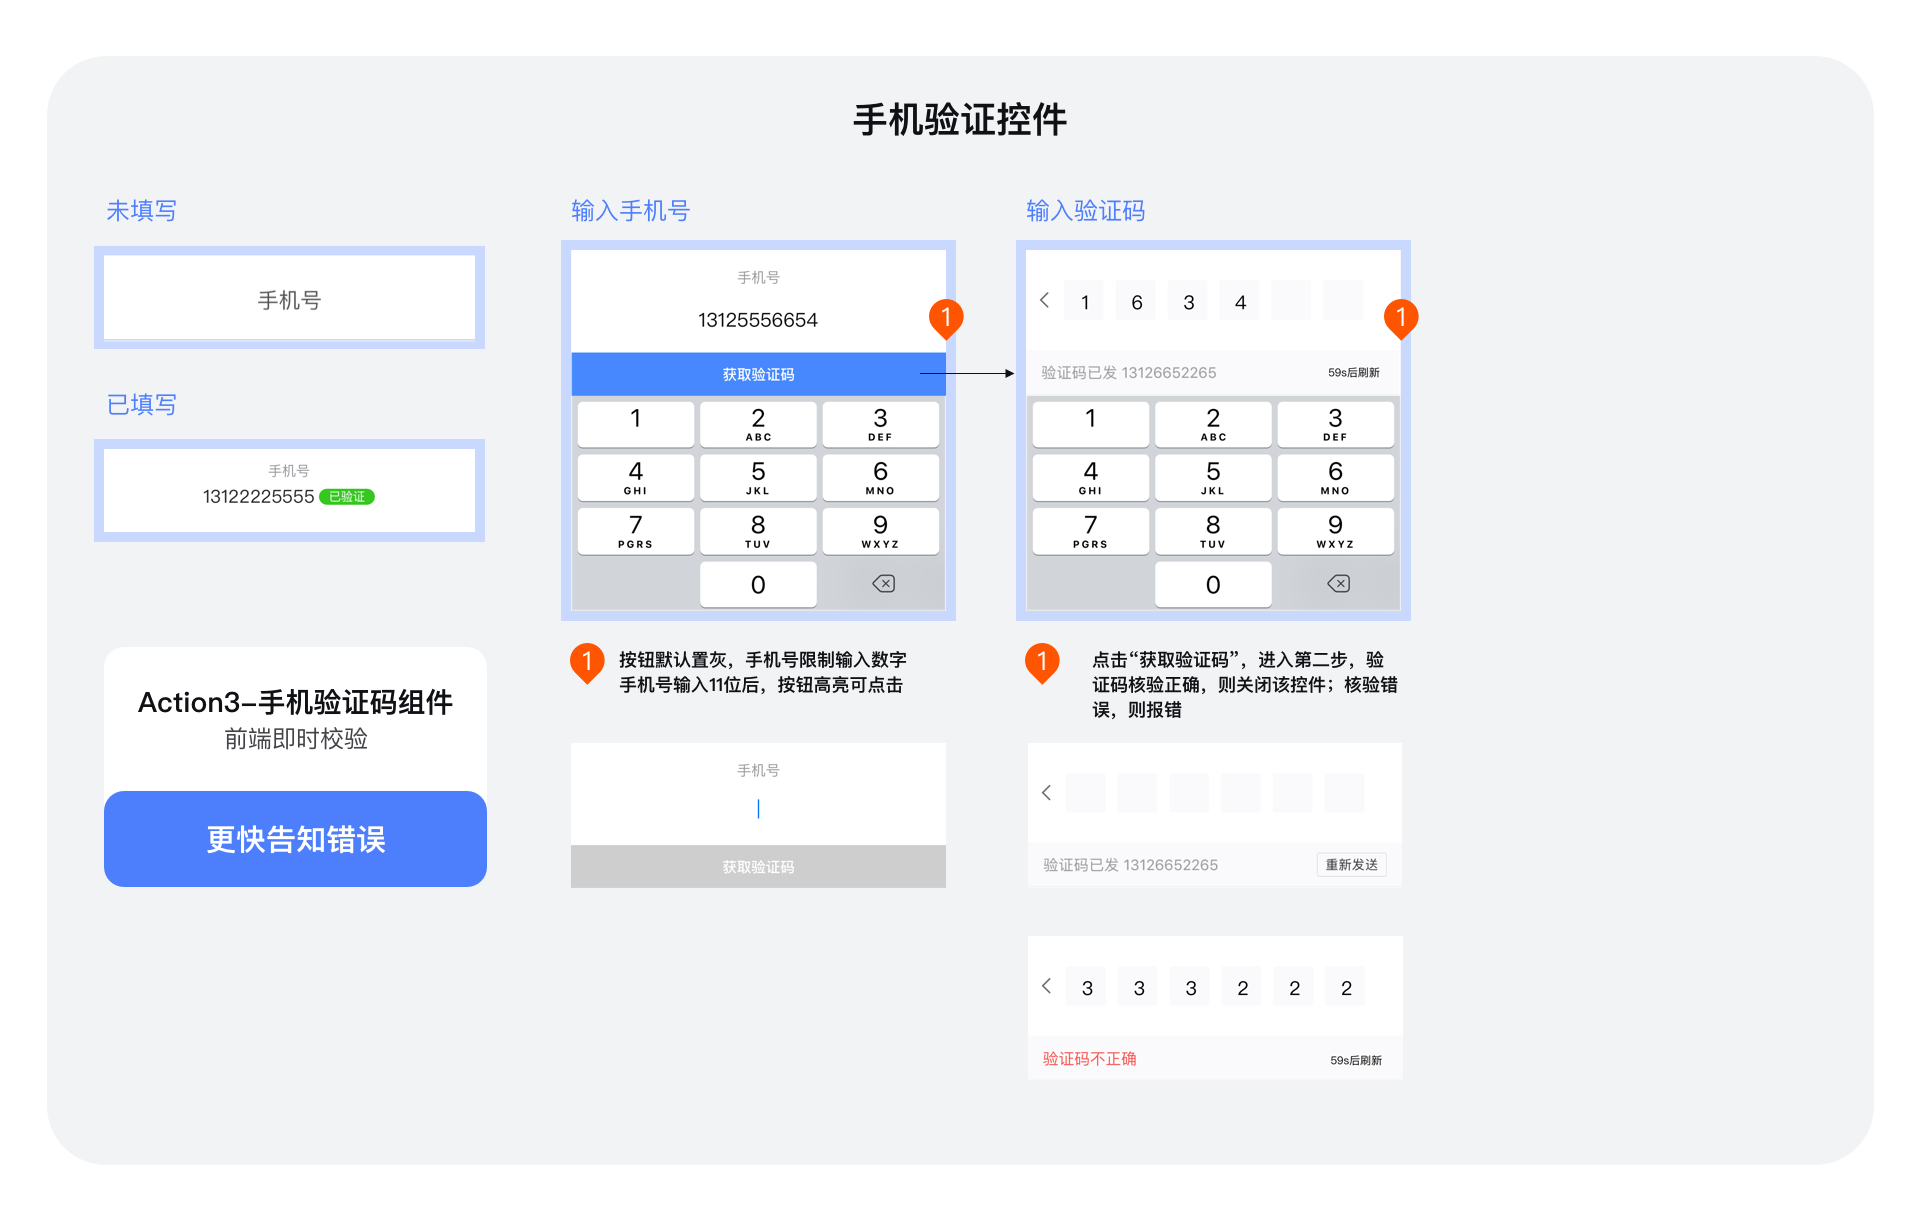 手机验证控件
未填写
手机号
已填写
手机号
13122225555 已验证
Action3-手机验证码组件
前端即时校验
更快告知错误
输入手机号
手机号
13125556654
1
获取验证码
1 2 3
ABC DEF
4 5 6
GHI JKL MNO
7 8 9
PGRS TUV WXYZ
0
1
按钮默认置灰，手机号限制输入数字
手机号输入11位后，按钮高亮可点击
手机号
获取验证码
输入验证码
1 6 3 4
1
验证码已发 13126652265 59s后刷新
1 2 3
ABC DEF
4 5 6
GHI JKL MNO
7 8 9
PGRS TUV WXYZ
0
1
点击“获取验证码”，进入第二步，验
证码核验正确，则关闭该控件；核验错
误，则报错
验证码已发 13126652265 重新发送
3 3 3 2 2 2
验证码不正确 59s后刷新